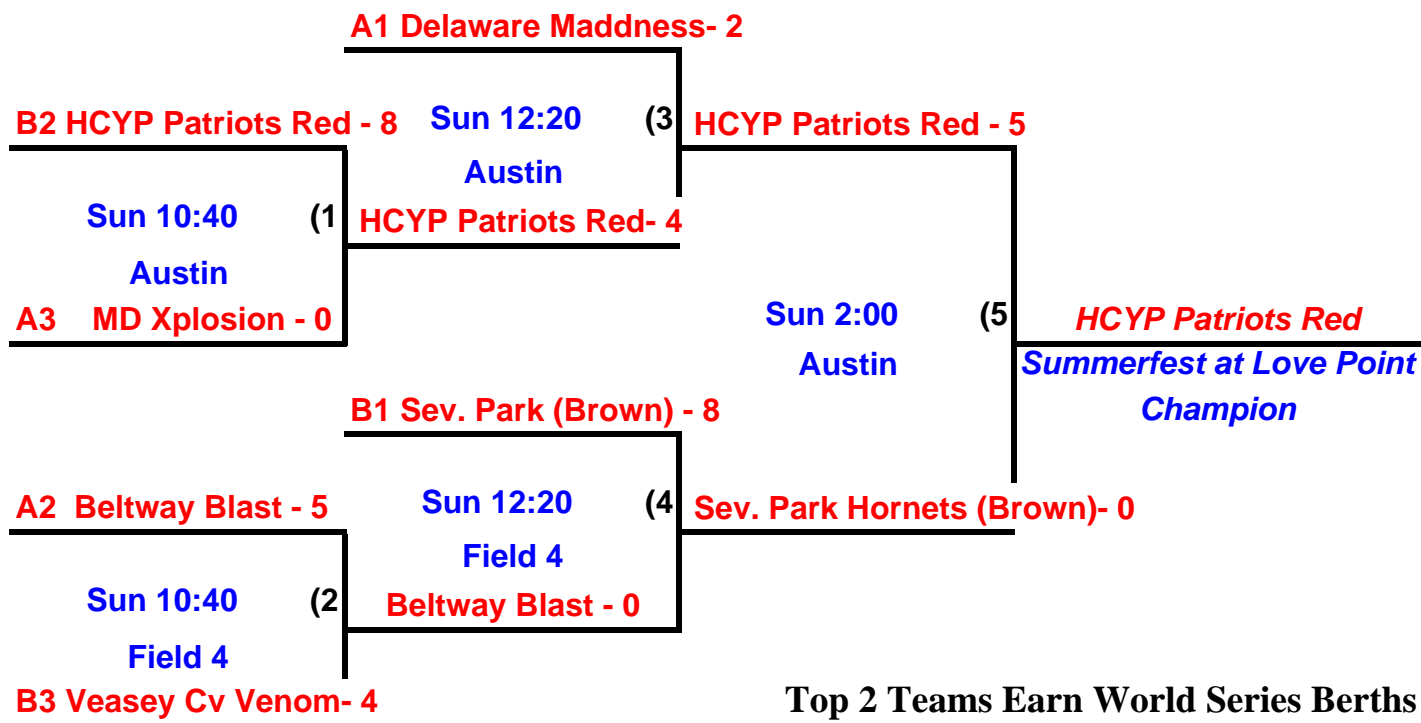 A1 Delaware Maddness- 2
B2 HCYP Patriots Red - 8
Sun 12:20 (3
Austin
HCYP Patriots Red - 5
Sun 10:40 (1
Austin
HCYP Patriots Red- 4
A3 MD Xplosion - 0
Sun 2:00 (5
Austin
HCYP Patriots Red
Summerfest at Love Point
Champion
B1 Sev. Park (Brown) - 8
A2 Beltway Blast - 5
Sun 12:20 (4
Field 4
Sev. Park Hornets (Brown)- 0
Sun 10:40 (2
Field 4
Beltway Blast - 0
B3 Veasey Cv Venom- 4
Top 2 Teams Earn World Series Berths